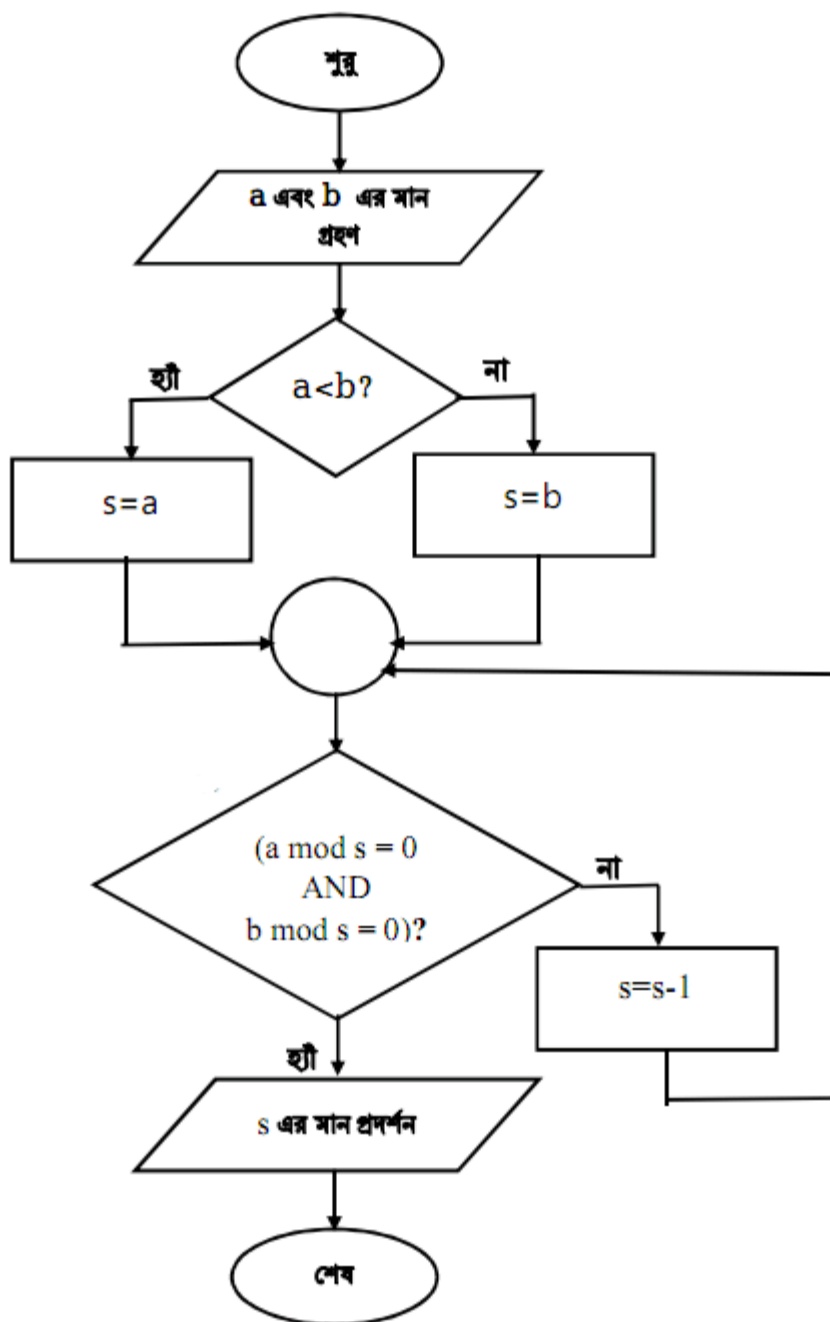 শুরু
a এবং b এর মান
গ্রহণ
a<b?
হ্যাঁ
না
s=a
s=b
(a mod s = 0
AND
b mod s = 0)?
না
s=s-1
হ্যাঁ
s এর মান প্রদর্শন
শেষ